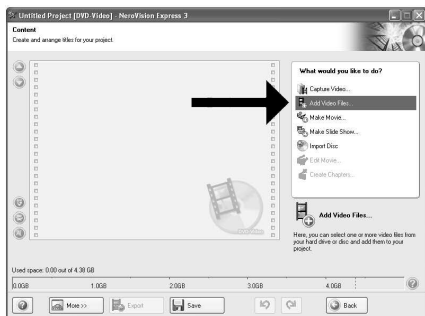 Untitled Project [DVD-Video] - NeroVision Express 3
Content
Create and arrange titles for your project.
What would you like to do?
Capture Video...
Add Video Files...
Make Movie...
Make Slide Show...
Import Disc
Edit Movie...
Create Chapters...
Add Video Files...
Here, you can select one or more video files from
your hard drive or disc and add them to your
project.
Used space: 0.00 out of 4.38 GB
0.0GB 1.0GB 2.0GB 3.0GB 4.0GB
More >> Export Save Back